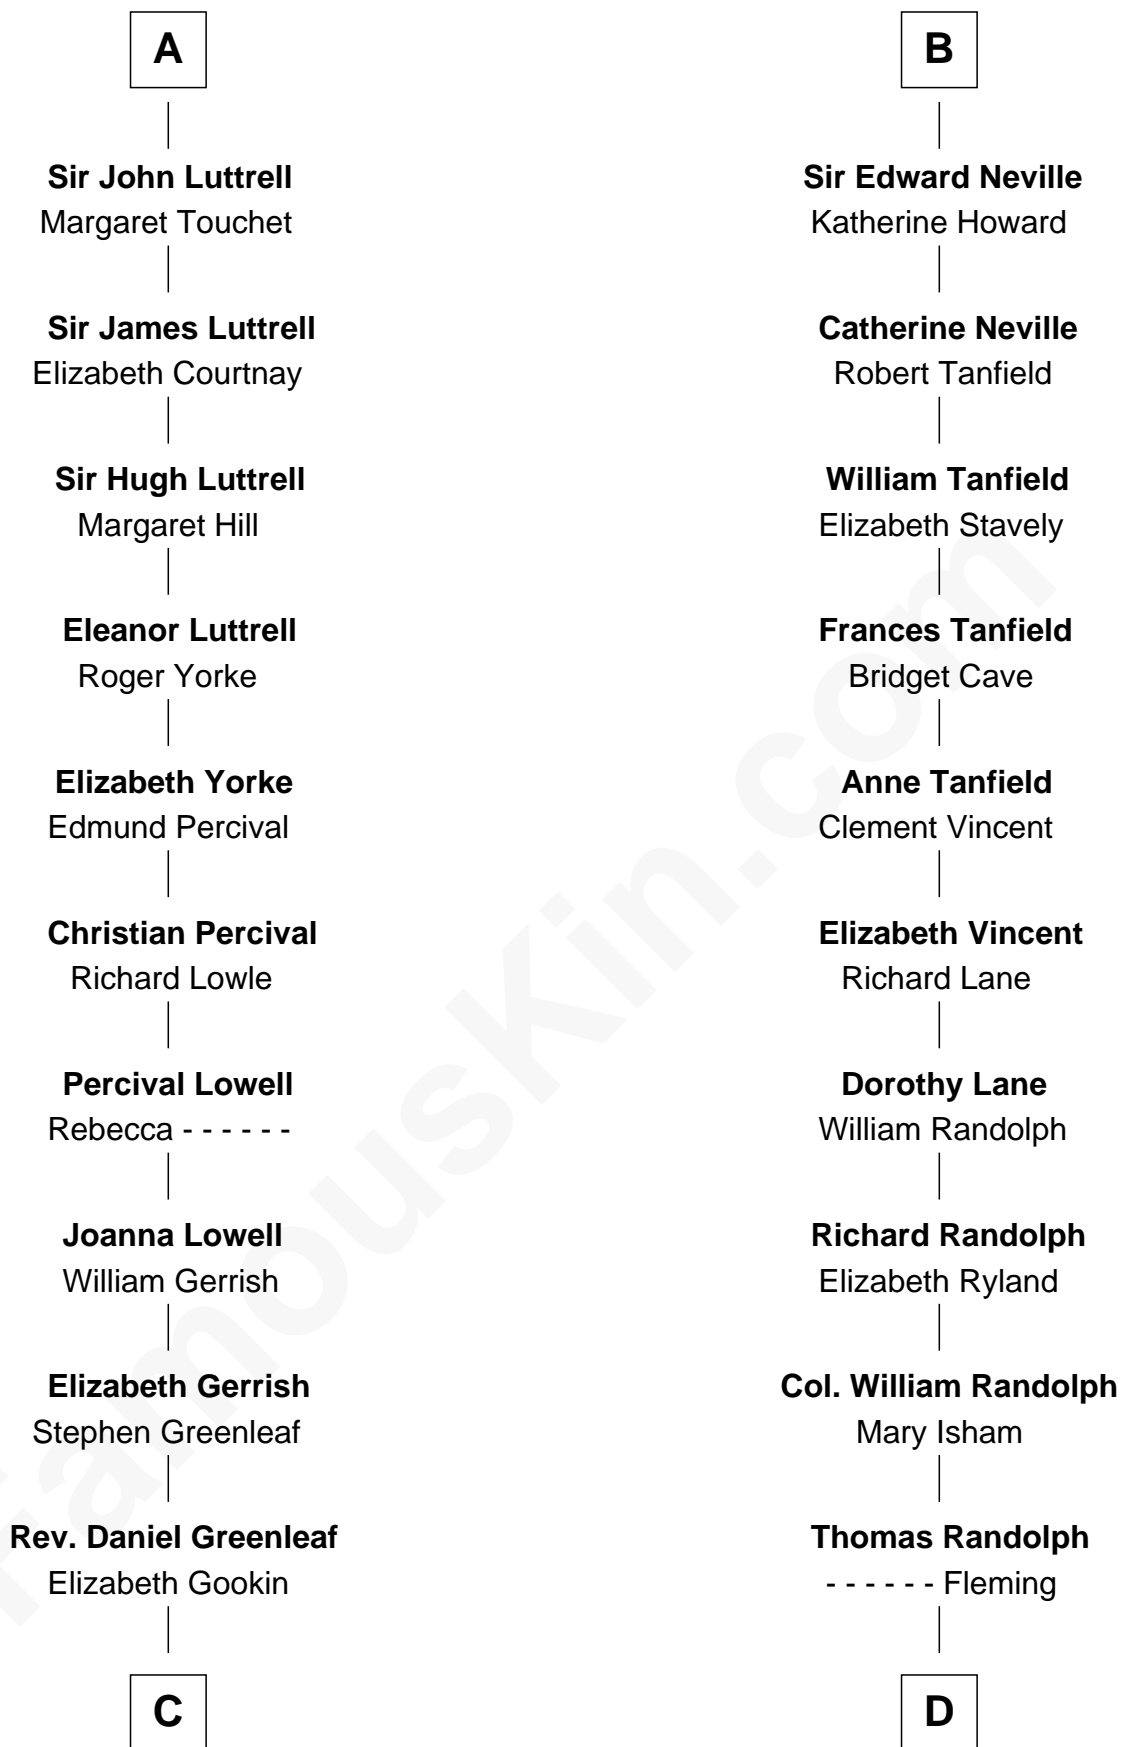 A
Sir John Luttrell
Margaret Touchet
Sir James Luttrell
Elizabeth Courtnay
Sir Hugh Luttrell
Margaret Hill
Eleanor Luttrell
Roger Yorke
Elizabeth Yorke
Edmund Percival
Christian Percival
Richard Lowle
Percival Lowell
Rebecca - - - - - -
Joanna Lowell
William Gerrish
Elizabeth Gerrish
Stephen Greenleaf
Rev. Daniel Greenleaf
Elizabeth Gookin
C
B
Sir Edward Neville
Katherine Howard
Catherine Neville
Robert Tanfield
William Tanfield
Elizabeth Stavely
Frances Tanfield
Bridget Cave
Anne Tanfield
Clement Vincent
Elizabeth Vincent
Richard Lane
Dorothy Lane
William Randolph
Richard Randolph
Elizabeth Ryland
Col. William Randolph
Mary Isham
Thomas Randolph
- - - - - - Fleming
D
FamousKin.com